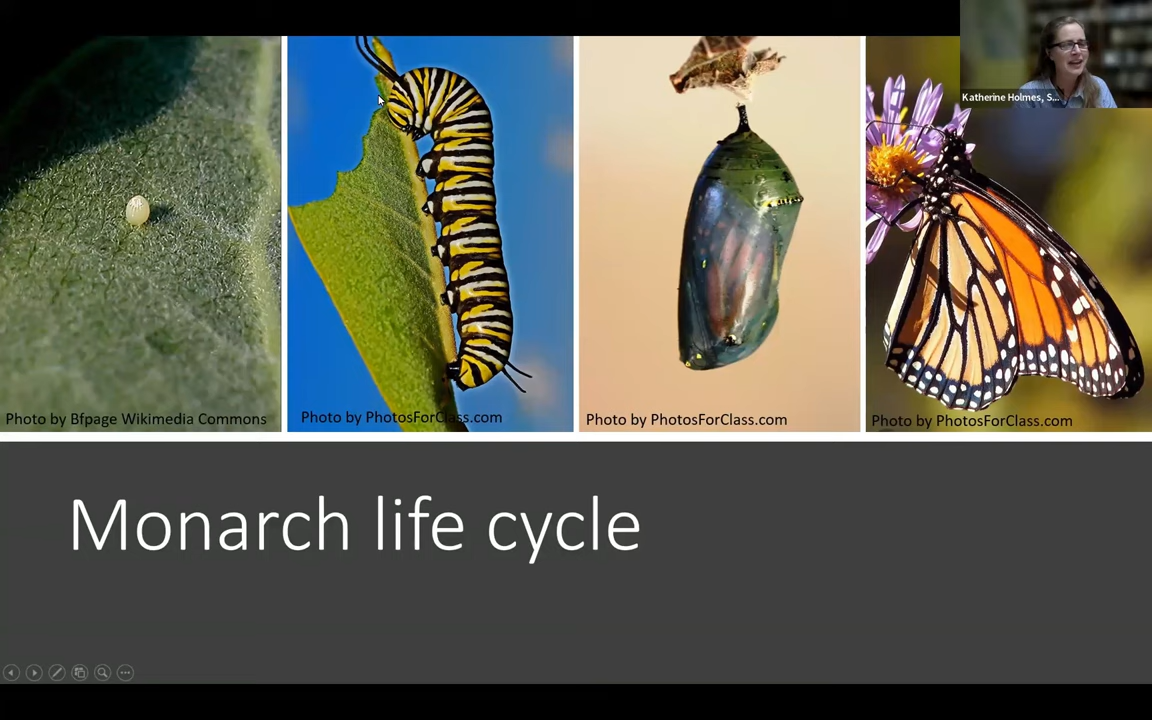 Katherine Holmes, S...
Photo by Bfpage Wikimedia Commons
Photo by PhotosForClass.com
Photo by PhotosForClass.com
Photo by PhotosForClass.com
Monarch life cycle